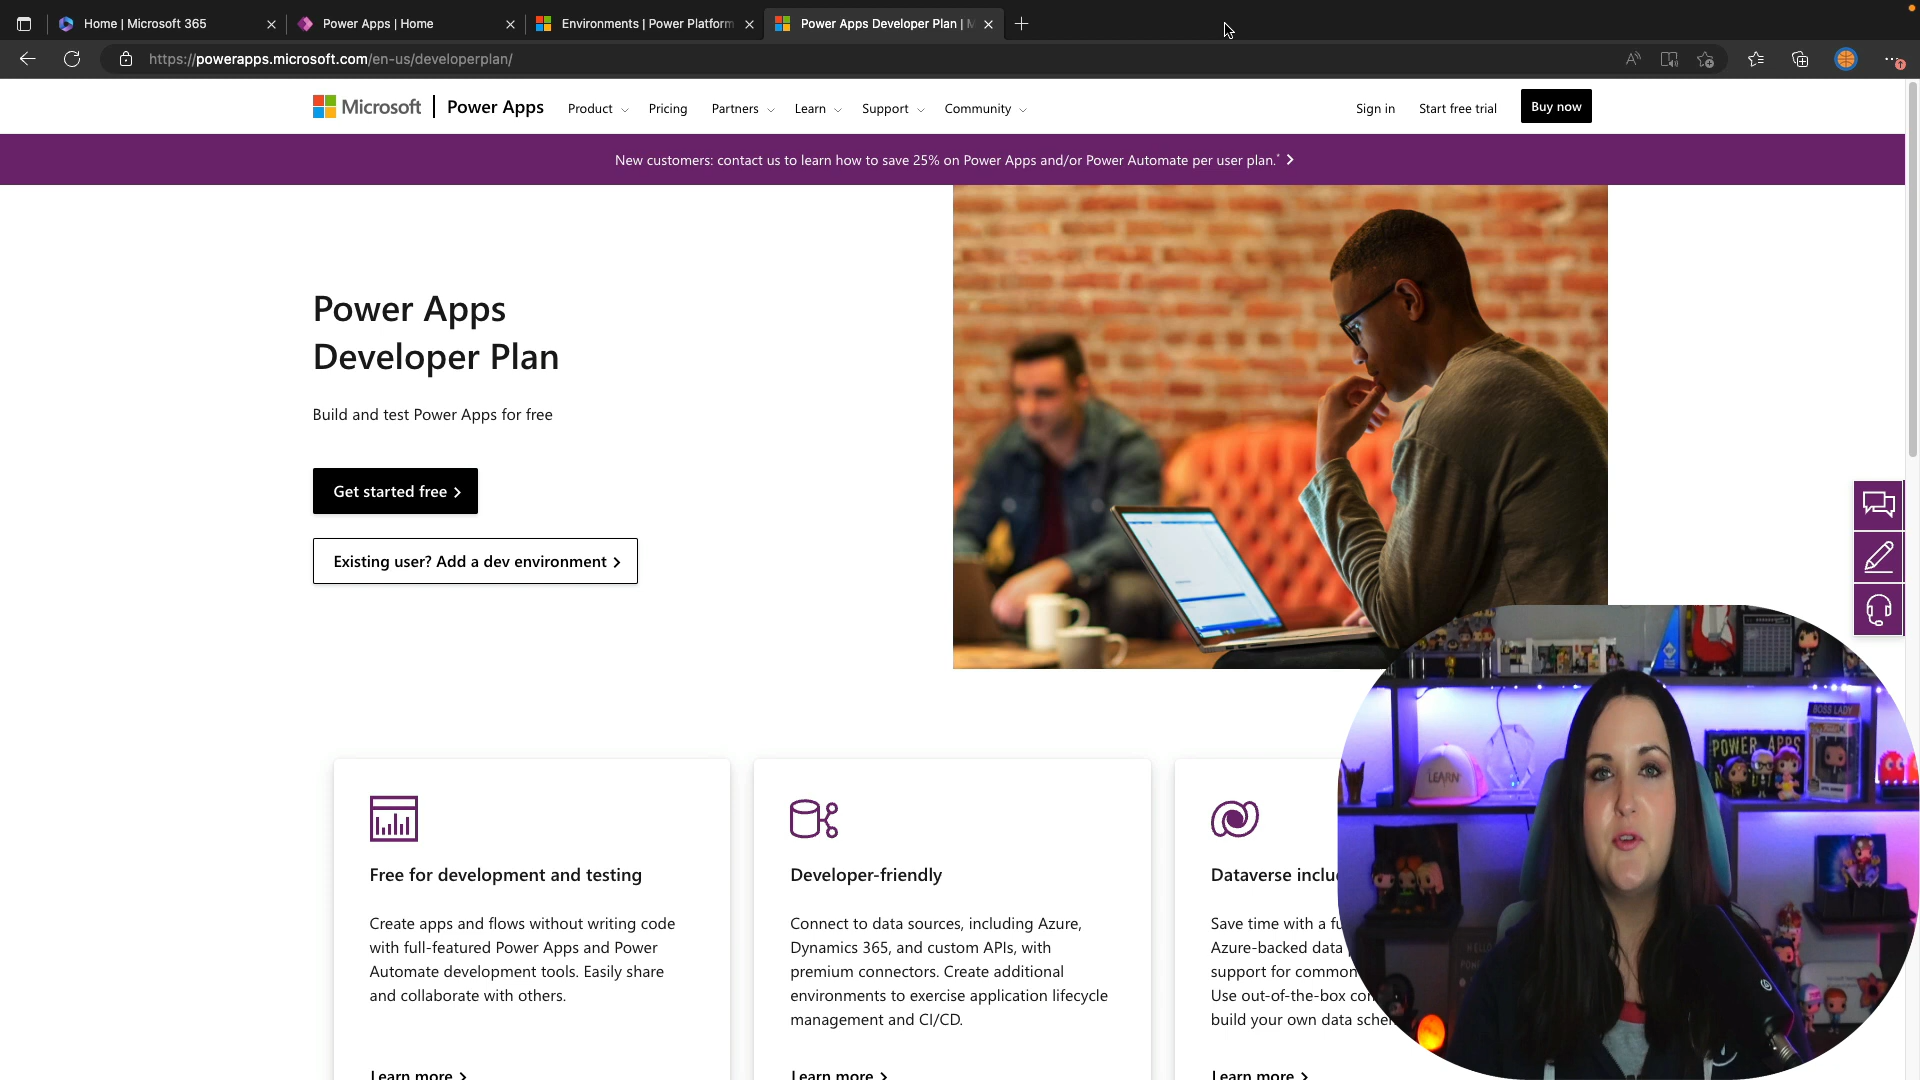 Home | Microsoft 365
Power Apps | Home
Environments | Power Platform
Power Apps Developer Plan | M
https://powerapps.microsoft.com/en-us/developerplan/
Microsoft
Power Apps
Product
Pricing
Partners
Learn
Support
Community
Sign in
Start free trial
Buy now
New customers: contact us to learn how to save 25% on Power Apps and/or Power Automate per user plan.*
Power Apps
Developer Plan
Build and test Power Apps for free
Get started free
Existing user? Add a dev environment
Free for development and testing
Create apps and flows without writing code
with full-featured Power Apps and Power
Automate development tools. Easily share
and collaborate with others.
Learn more
Developer-friendly
Connect to data sources, including Azure,
Dynamics 365, and custom APIs, with
premium connectors. Create additional
environments to exercise application lifecycle
management and CI/CD.
Learn more
Dataverse inclu
Save time with a fu
Azure-backed data
support for common
Use out-of-the-box co
build your own data sche
Learn more
BOSS LADY
POWER APPS
LEARN
HELLO